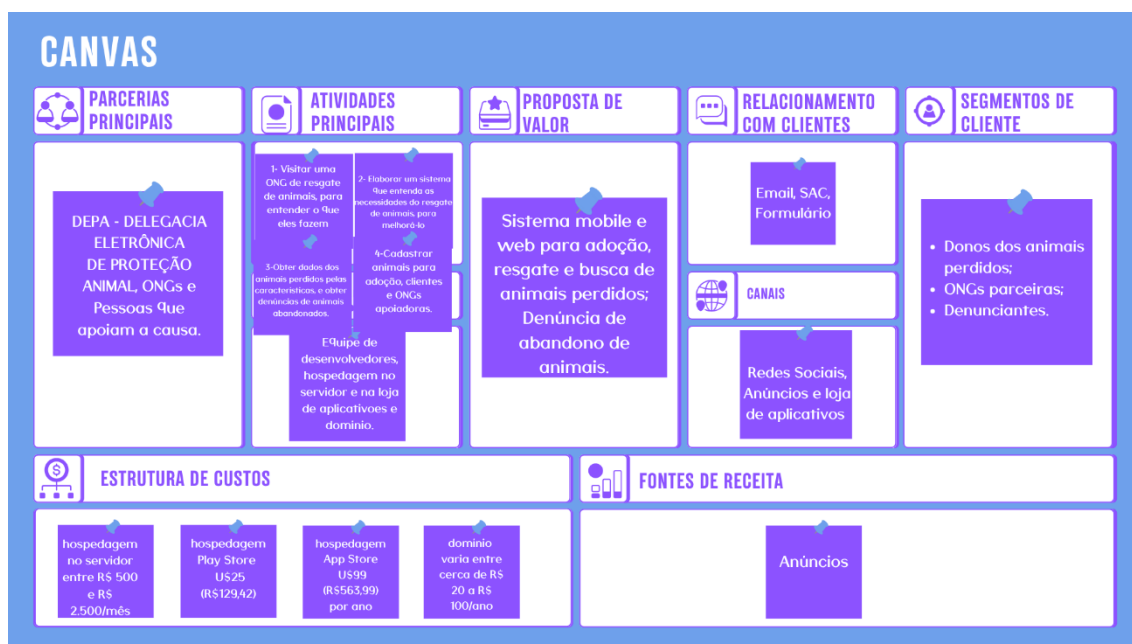 CANVAS
PARCERIAS
PRINCIPAIS
DEPA - DELEGACIA
ELETRÔNICA
DE PROTEÇÃO
ANIMAL, ONGs e
Pessoas que
apoiam a causa.
ATIVIDADES
PRINCIPAIS
1- Visitar uma
ONG de resgate
de animais, para
entender o que
eles fazem
2- Elaborar um sistema
que entenda as
necessidades do resgate
de animais, para
melhorá-lo
3-Obter dados dos
animais perdidos pelas
características, e obter
denúncias de animais
abandonados.
4-Cadastrar
animais para
adoção, clientes
e ONGs
apoiadoras.
Equipe de
desenvolvedores,
hospedagem no
servidor e na loja
de aplicativoes e
dominio.
PROPOSTA DE
VALOR
Sistema mobile e
web para adoção,
resgate e busca de
animais perdidos;
Denúncia de
abandono de
animais.
RELACIONAMENTO
COM CLIENTES
Email, SAC,
Formulário
CANAIS
Redes Sociais,
Anúncios e loja
de aplicativos
SEGMENTOS DE
CLIENTE
• Donos dos animais
perdidos;
• ONGs parceiras;
• Denunciantes.
ESTRUTURA DE CUSTOS
hospedagem
no servidor
entre R$ 500
e R$
2.500/mês
hospedagem
Play Store
U$25
(R$129,42)
hospedagem
App Store
U$99
(R$563,99)
por ano
dominio
varia entre
cerca de R$
20 a R$
100/ano
FONTES DE RECEITA
Anúncios